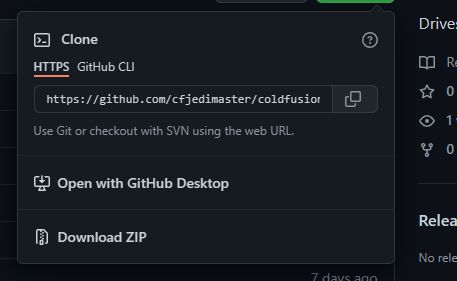 Clone
HTTPS GitHub CLI
https://github.com/cfjedimaster/coldfusion
Use Git or checkout with SVN using the web URL.
Open with GitHub Desktop
Download ZIP
7 days ago
Drives
0
1
0
Relea
No rele